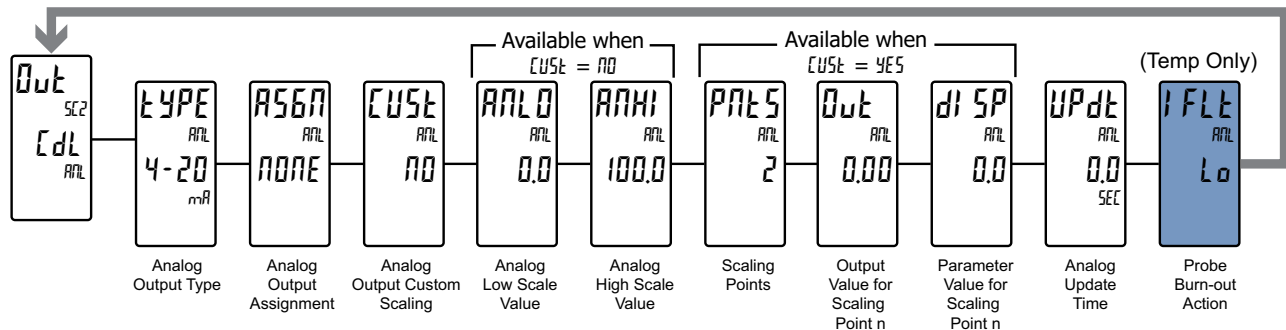 Available when
CUSt = NO
Available when
CUSt = YES
(Temp Only)
Out
SC2
CdL
ANL
tYPE
ANL
4-20
mA
ASGN
ANL
NONE
CUSt
ANL
NO
ANLO
ANL
0.0
ANHI
ANL
100.0
PNtS
ANL
2
Out
ANL
0.00
dISP
ANL
0.0
UPdt
ANL
0.0
SEC
IFLt
ANL
Lo
Analog
Output Type
Analog
Output
Assignment
Analog
Output Custom
Scaling
Analog
Low Scale
Value
Analog
High Scale
Value
Scaling
Points
Output
Value for
Scaling
Point n
Parameter
Value for
Scaling
Point n
Analog
Update
Time
Probe
Burn-out
Action